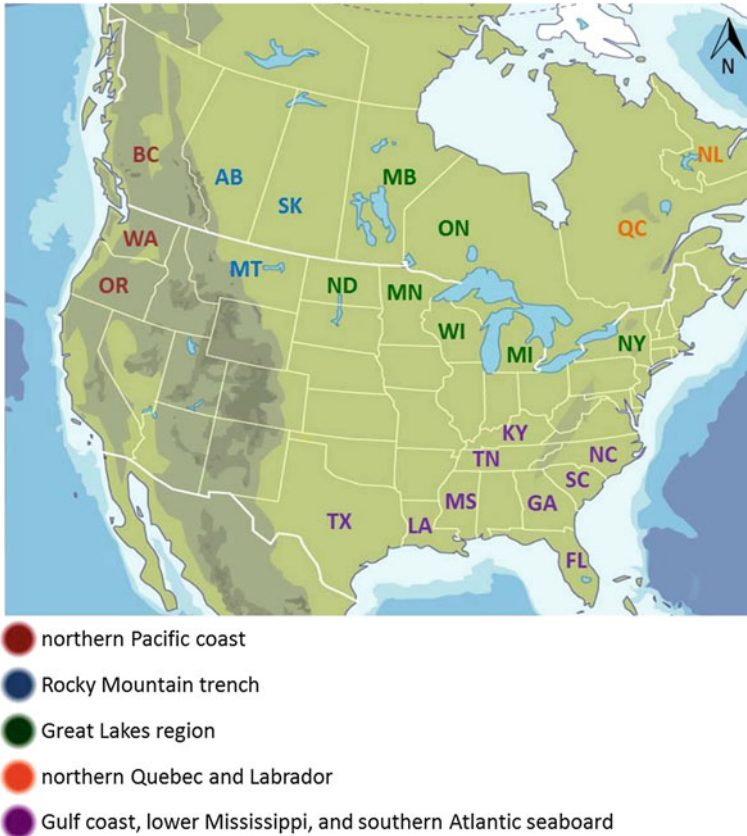 N
BC
NL
AB
MB
SK
ON
QC
WA
MT
OR
ND
MN
WI
MI
NY
KY
TN
NC
SC
MS
GA
TX
LA
FL
northern Pacific coast
Rocky Mountain trench
Great Lakes region
northern Quebec and Labrador
Gulf coast, lower Mississippi, and southern Atlantic seaboard